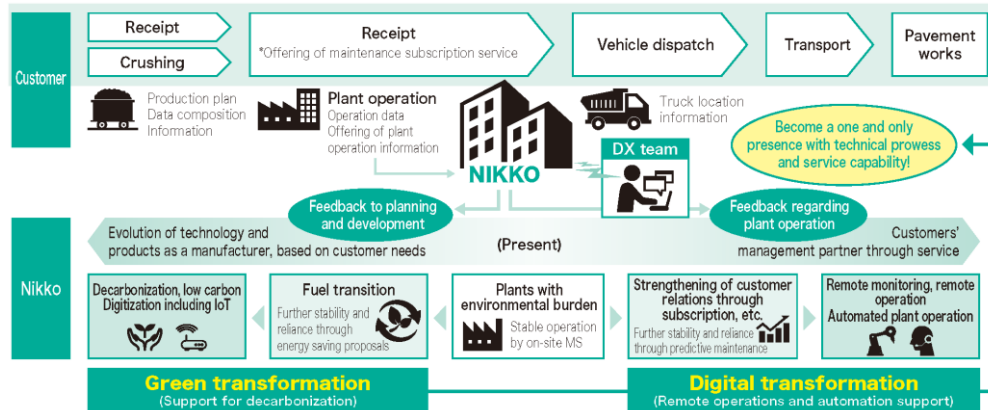 Customer
Receipt
Crushing
Receipt
*Offering of maintenance subscription service
Vehicle dispatch
Transport
Pavement
works
Production plan
Data composition
Information
Plant operation
Operation data
Offering of plant
operation information
NIKKO
Truck location
information
DX team
Become a one and only
presence with technical prowess
and service capability!
Feedback to planning
and development
Feedback regarding
plant operation
Nikko
Evolution of technology and
products as a manufacturer, based on customer needs
(Present)
Customers'
management partner through service
Decarbonization, low carbon
Digitization including IoT
Fuel transition
Further stability and
reliance through
energy saving proposals
Plants with
environmental burden
Stable operation
by on-site MS
Strengthening of customer
relations through
subscription, etc.
Further stability and reliance
through predictive maintenance
Remote monitoring, remote
operation
Automated plant operation
Green transformation
(Support for decarbonization)
Digital transformation
(Remote operations and automation support)